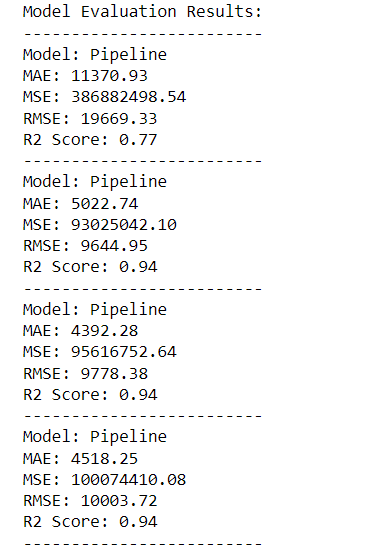 Model Evaluation Results:
-------------------------
Model: Pipeline
MAE: 11370.93
MSE: 386882498.54
RMSE: 19669.33
R2 Score: 0.77
-------------------------
Model: Pipeline
MAE: 5022.74
MSE: 93025042.10
RMSE: 9644.95
R2 Score: 0.94
-------------------------
Model: Pipeline
MAE: 4392.28
MSE: 95616752.64
RMSE: 9778.38
R2 Score: 0.94
-------------------------
Model: Pipeline
MAE: 4518.25
MSE: 100074410.08
RMSE: 10003.72
R2 Score: 0.94
-------------------------